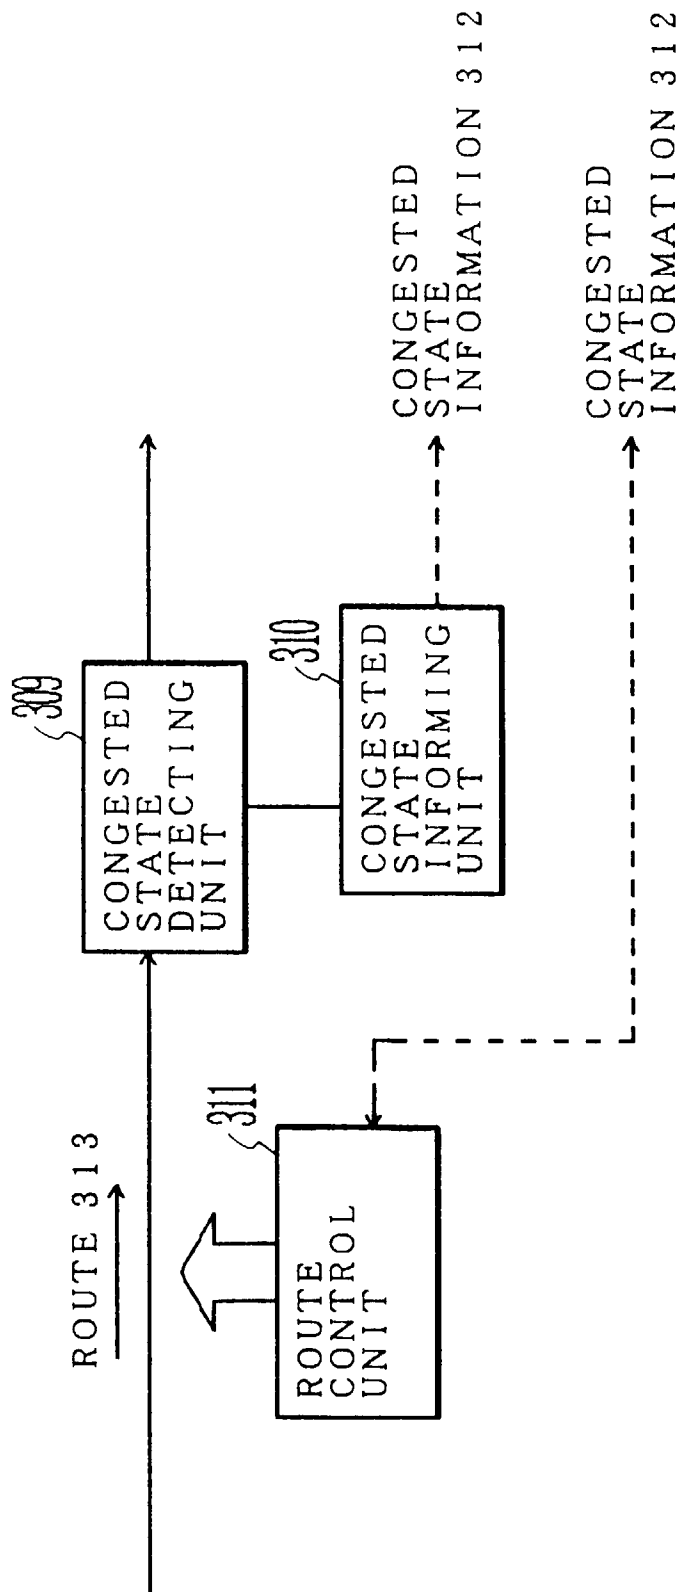 ROUTE 313
309
CONGESTED
STATE
DETECTING
UNIT
311
ROUTE
CONTROL
UNIT
310
CONGESTED
STATE
INFORMING
UNIT
CONGESTED
STATE
INFORMATION 312
CONGESTED
STATE
INFORMATION 312